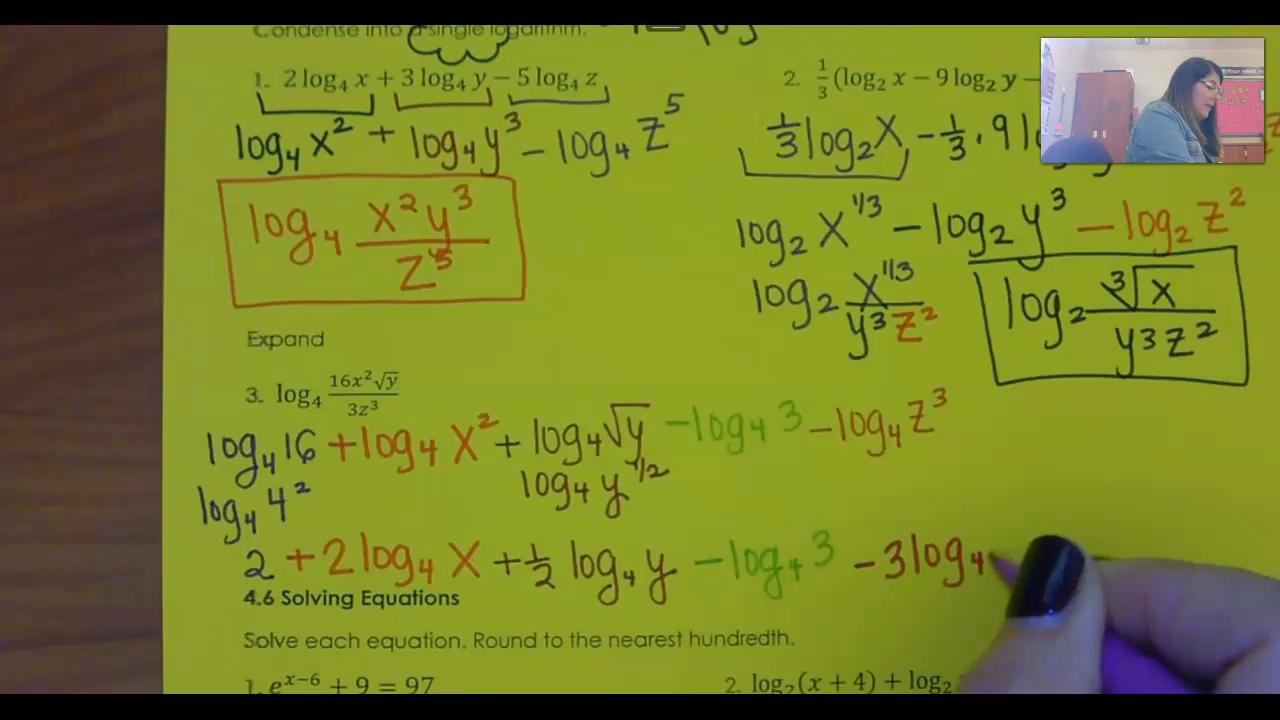 Condense into a single logarithm.
1. 2 log₄ x + 3 log₄ y − 5 log₄ z
log₄ x² + log₄ y³ − log₄ z⁵
log₄ x²y³ / z⁵
2. 1/3 (log₂ x − 9 log₂ y −
1/3 log₂ x − 1/3 · 9
log₂ x^1/3 − log₂ y³ − log₂ z²
log₂ x^1/3 / y³z²
log₂ ∛x / y³z²
Expand
3. log₄ 16x²√y / 3z³
log₄ 16 + log₄ x² + log₄ √y − log₄ 3 − log₄ z³
log₄ 4² log₄ y^1/2
2 + 2 log₄ x + 1/2 log₄ y − log₄ 3 − 3 log₄
4.6 Solving Equations
Solve each equation. Round to the nearest hundredth.
1. e^x−6 + 9 = 97
2. log₂(x + 4) + log₂